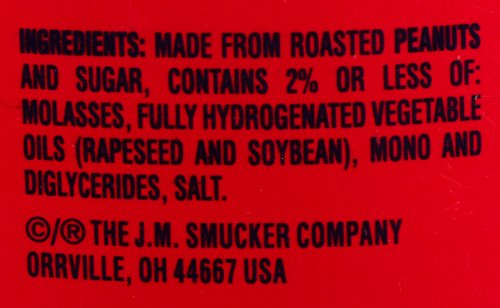 INGREDIENTS: MADE FROM ROASTED PEANUTS
AND SUGAR, CONTAINS 2% OR LESS OF:
MOLASSES, FULLY HYDROGENATED VEGETABLE
OILS (RAPESEED AND SOYBEAN), MONO AND
DIGLYCERIDES, SALT.
©/® THE J.M. SMUCKER COMPANY
ORRVILLE, OH 44667 USA